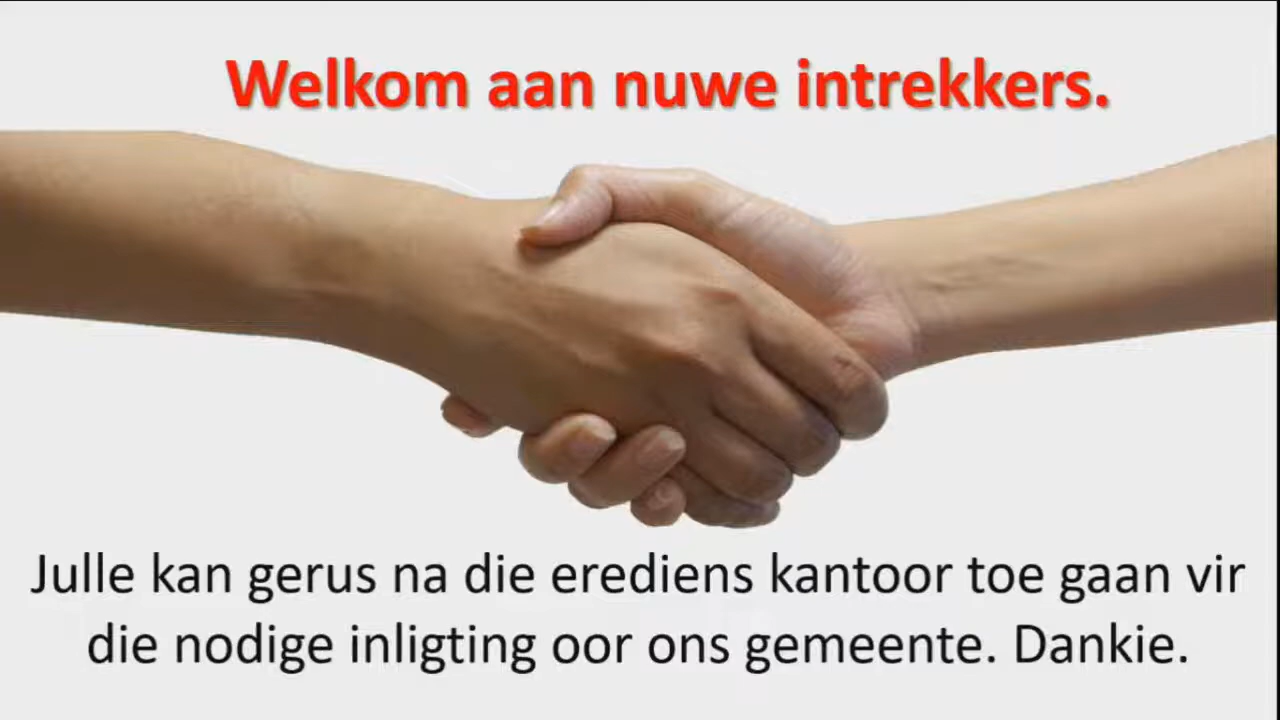 Welkom aan nuwe intrekkers.
Julle kan gerus na die erediens kantoor toe gaan vir
die nodige inligting oor ons gemeente. Dankie.